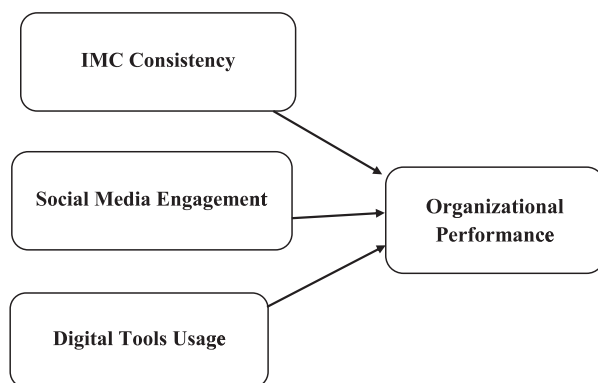 IMC Consistency
Social Media Engagement
Organizational
Performance
Digital Tools Usage